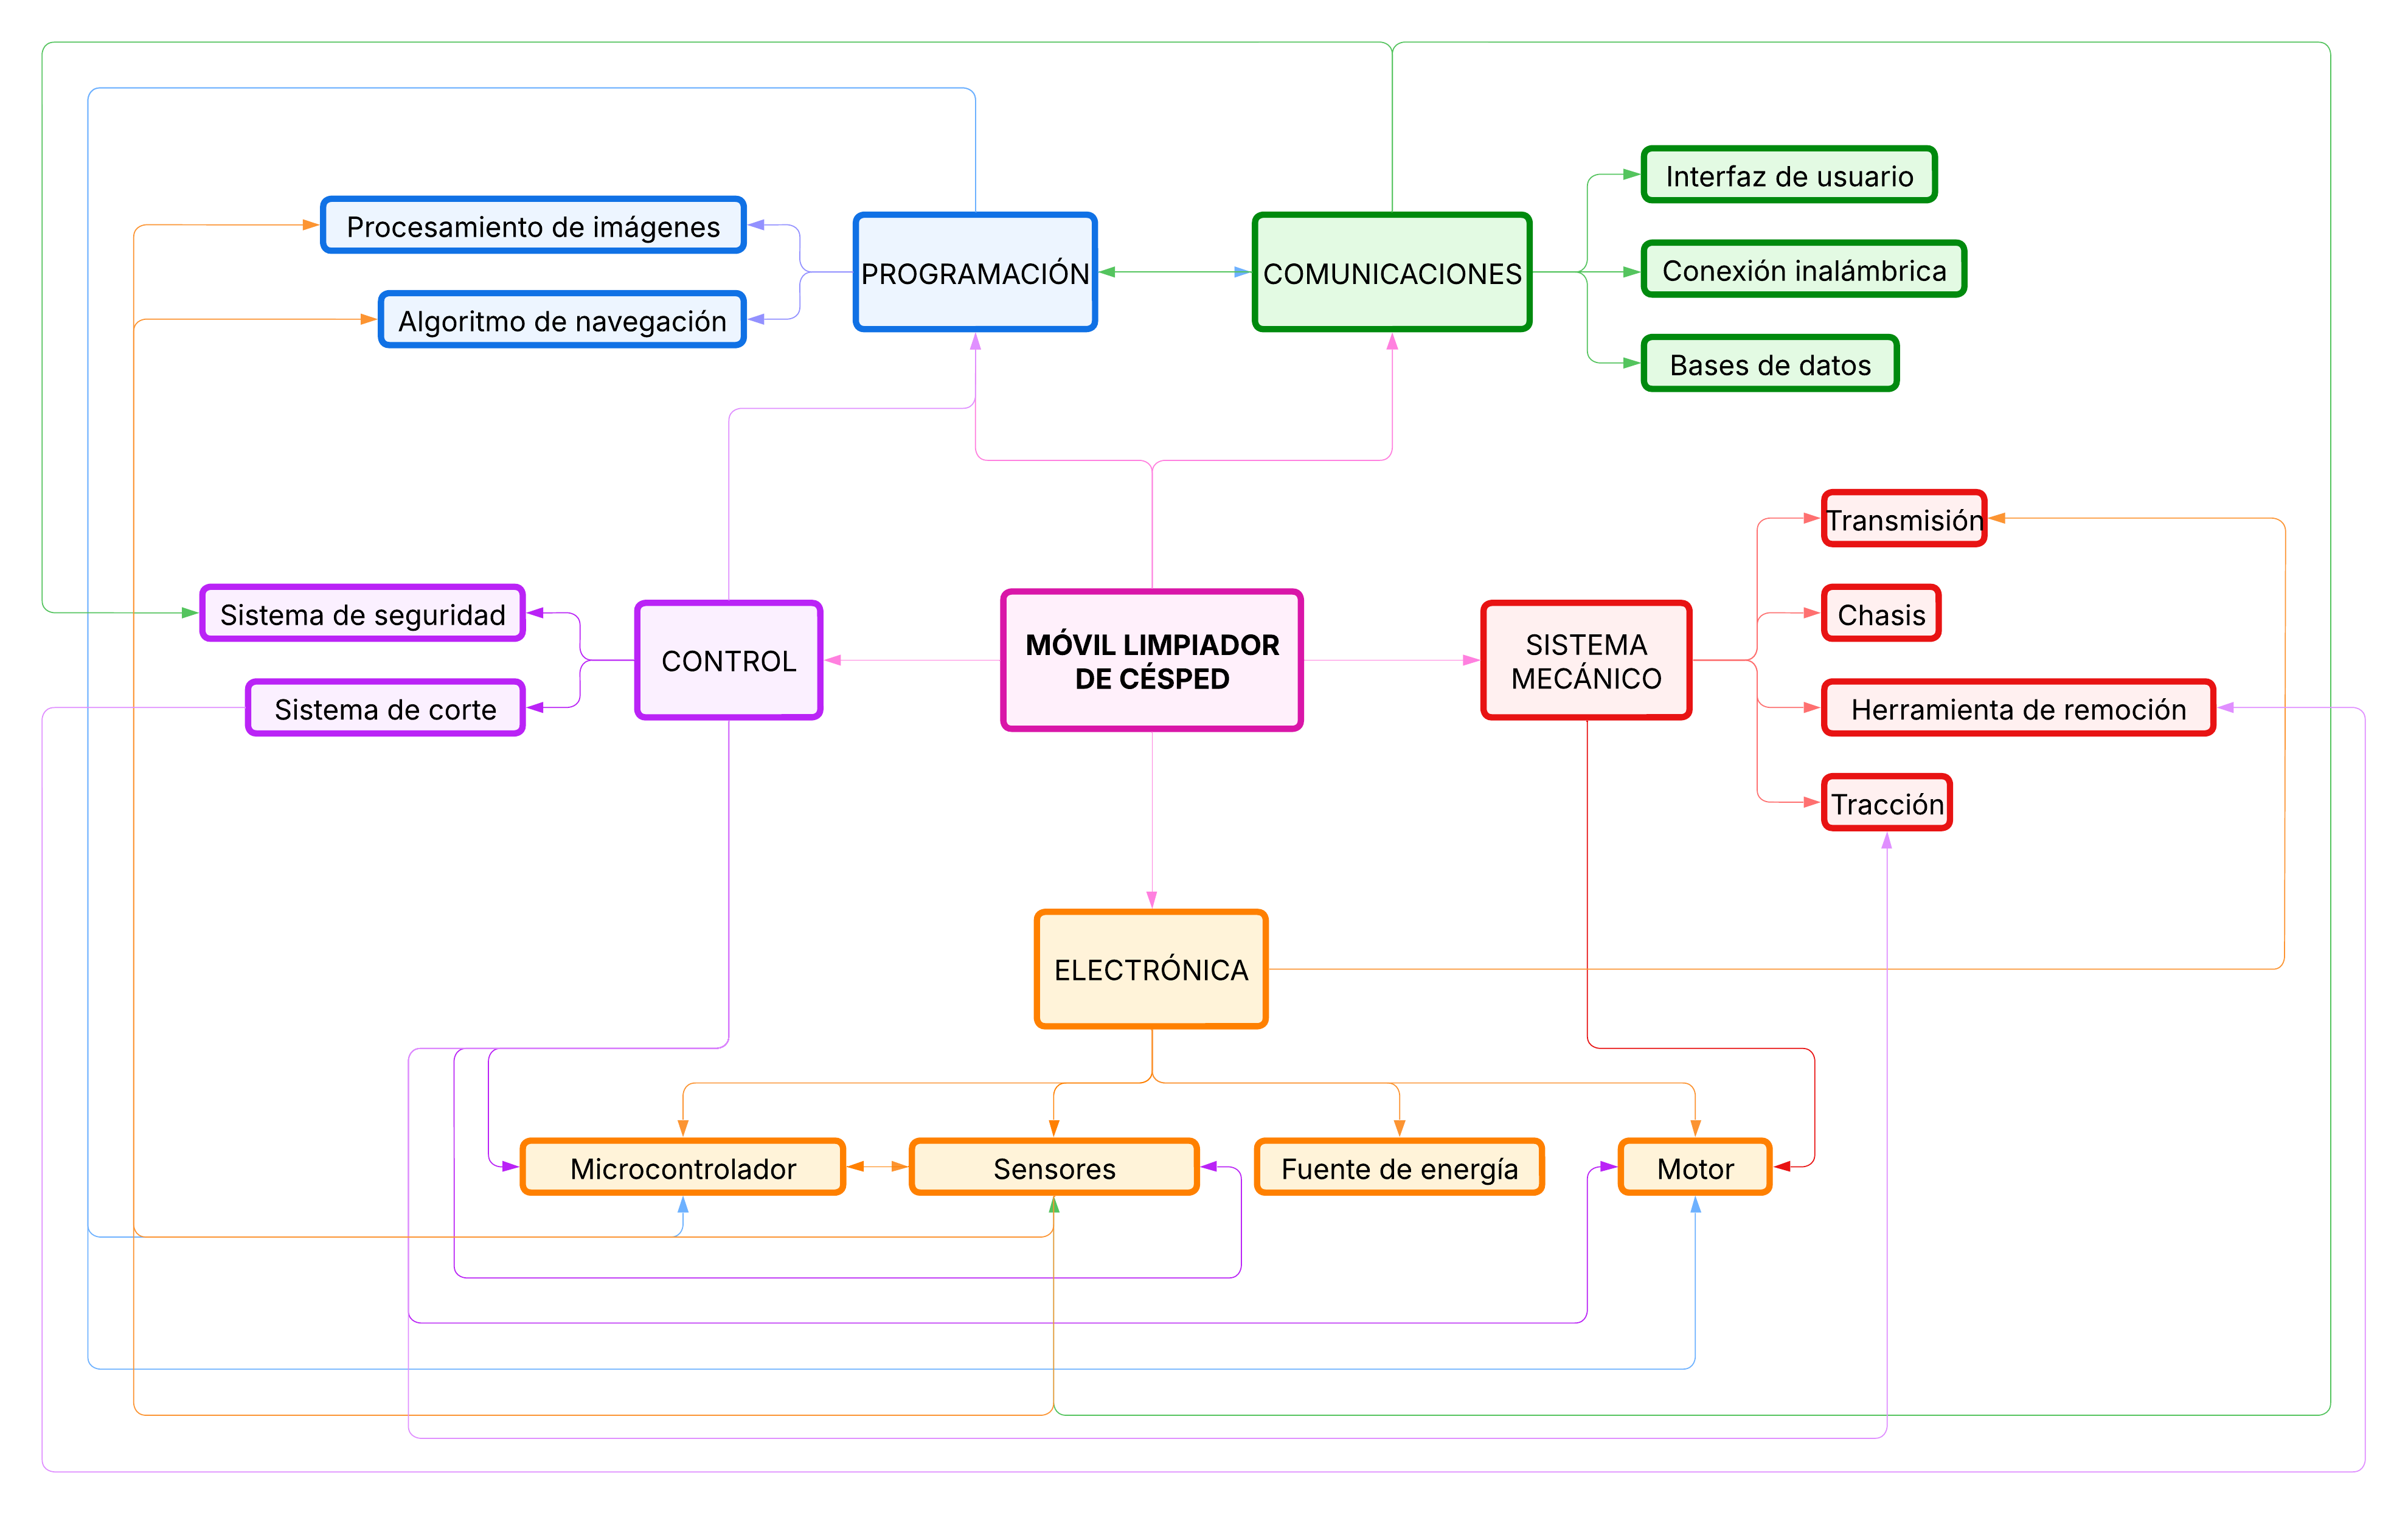 Interfaz de usuario
Procesamiento de imágenes
PROGRAMACIÓN
COMUNICACIONES
Conexión inalámbrica
Algoritmo de navegación
Bases de datos
Transmisión
Sistema de seguridad
Chasis
CONTROL
MÓVIL LIMPIADOR
DE CÉSPED
SISTEMA
MECÁNICO
Sistema de corte
Herramienta de remoción
Tracción
ELECTRÓNICA
Microcontrolador
Sensores
Fuente de energía
Motor